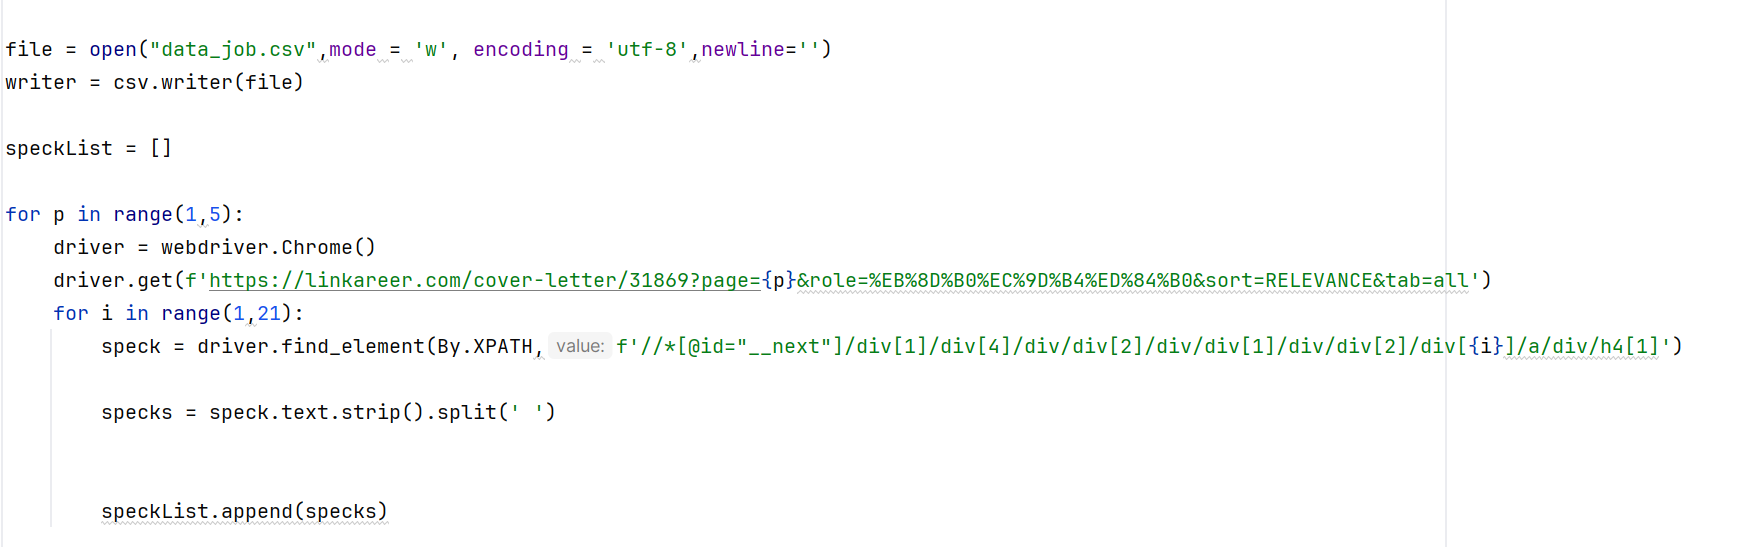 file = open("data_job.csv",mode = 'w', encoding = 'utf-8',newline='')
writer = csv.writer(file)
speckList = []
for p in range(1,5):
driver = webdriver.Chrome()
driver.get(f'https://linkareer.com/cover-letter/31869?page={p}&role=%EB%8D%B0%EC%9D%B4%ED%84%B0&sort=RELEVANCE&tab=all')
for i in range(1,21):
speck = driver.find_element(By.XPATH, value: f'//*[@id="__next"]/div[1]/div[4]/div/div[2]/div/div[1]/div/div[2]/div[{i}]/a/div/h4[1]')
specks = speck.text.strip().split(' ')
speckList.append(specks)